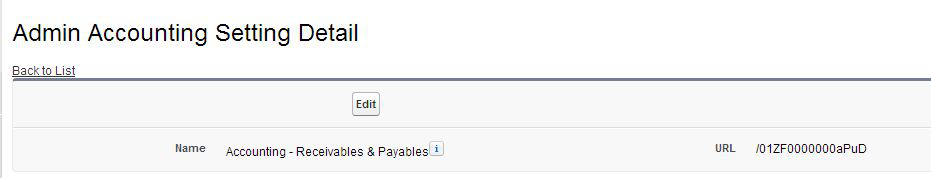 Admin Accounting Setting Detail
Back to List
Edit
Name Accounting - Receivables & Payables i URL /01ZF0000000aPuD